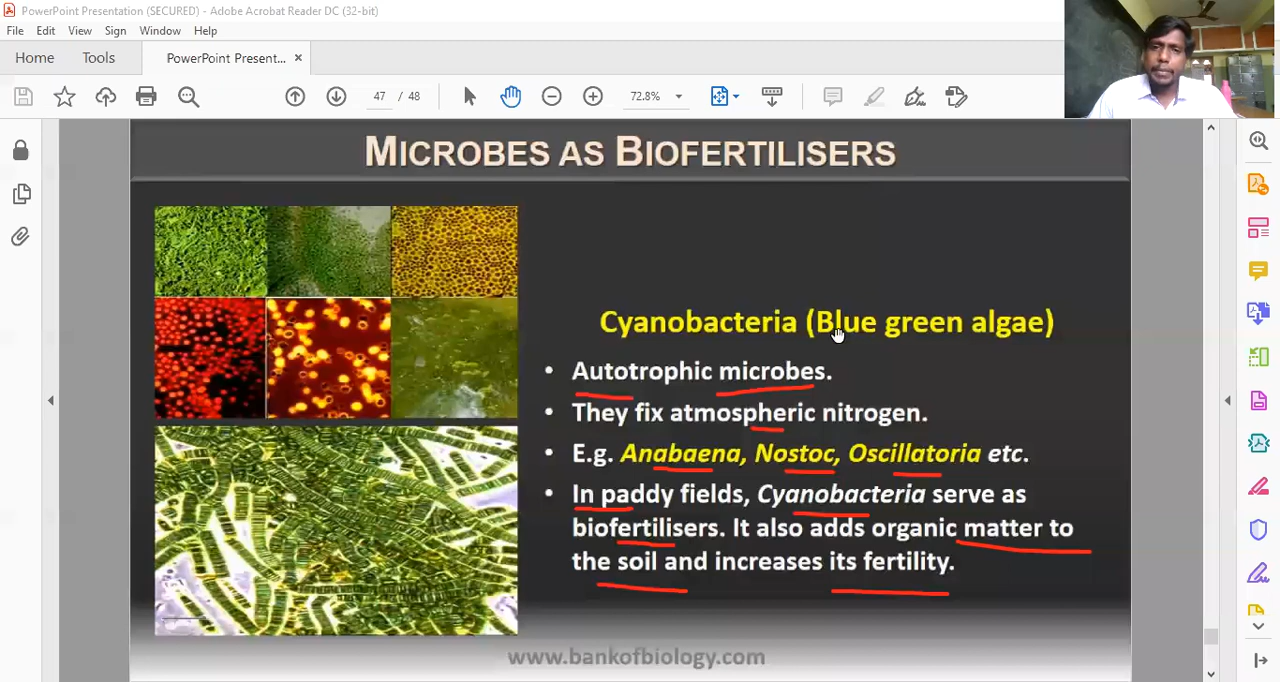 PowerPoint Presentation (SECURED) - Adobe Acrobat Reader DC (32-bit)
File Edit View Sign Window Help
Home Tools PowerPoint Present... ×
47 / 48 72.8%
MICROBES AS BIOFERTILISERS
Cyanobacteria (Blue green algae)
• Autotrophic microbes.
• They fix atmospheric nitrogen.
• E.g. Anabaena, Nostoc, Oscillatoria etc.
• In paddy fields, Cyanobacteria serve as
biofertilisers. It also adds organic matter to
the soil and increases its fertility.
www.bankofbiology.com